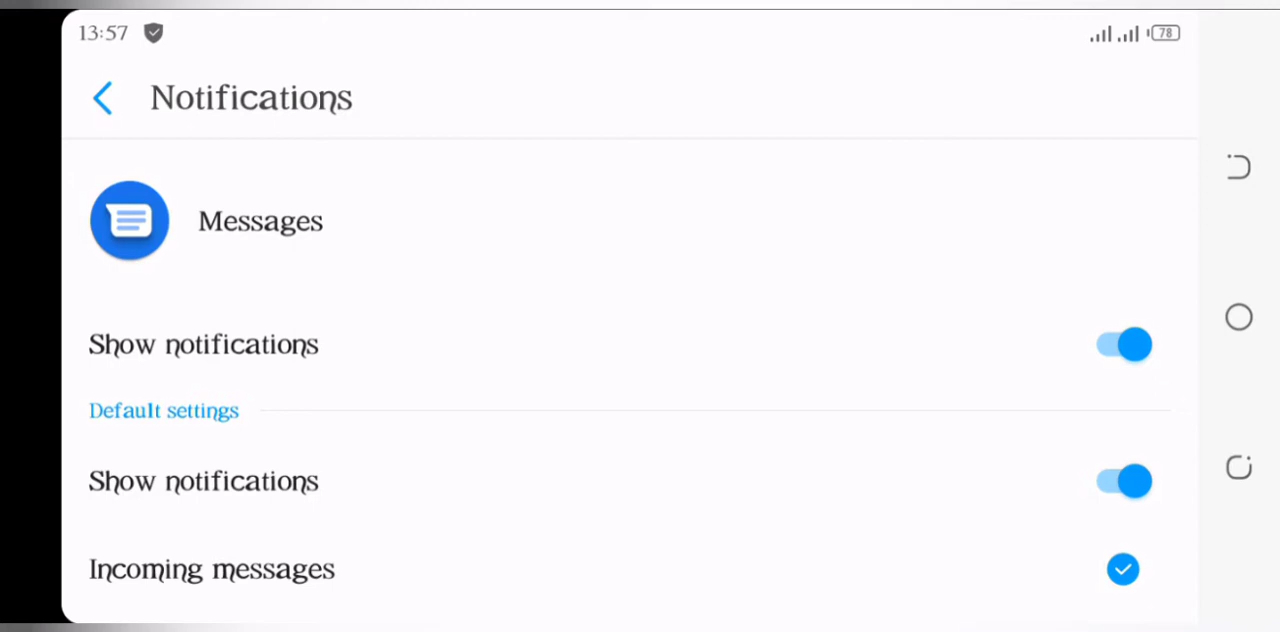 13:57
78
Notifications
Messages
Show notifications
Default settings
Show notifications
Incoming messages